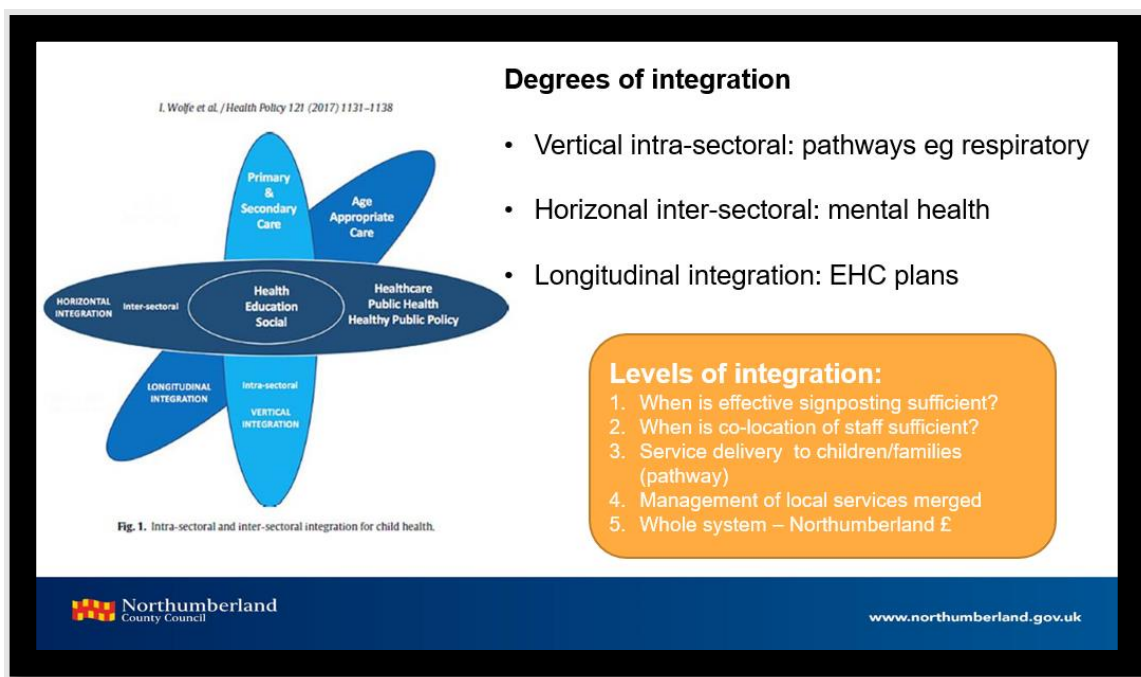 I. Wolfe et al. / Health Policy 121 (2017) 1131–1138
Primary
&
Secondary
Care
Age
Appropriate
Care
HORIZONTAL
INTEGRATION
Inter-sectoral
Health
Education
Social
Healthcare
Public Health
Healthy Public Policy
LONGITUDINAL
INTEGRATION
Intra-sectoral
VERTICAL
INTEGRATION
Fig. 1. Intra-sectoral and inter-sectoral integration for child health.
Degrees of integration
• Vertical intra-sectoral: pathways eg respiratory
• Horizonal inter-sectoral: mental health
• Longitudinal integration: EHC plans
Levels of integration:
1. When is effective signposting sufficient?
2. When is co-location of staff sufficient?
3. Service delivery to children/families
(pathway)
4. Management of local services merged
5. Whole system – Northumberland £
Northumberland
County Council
www.northumberland.gov.uk